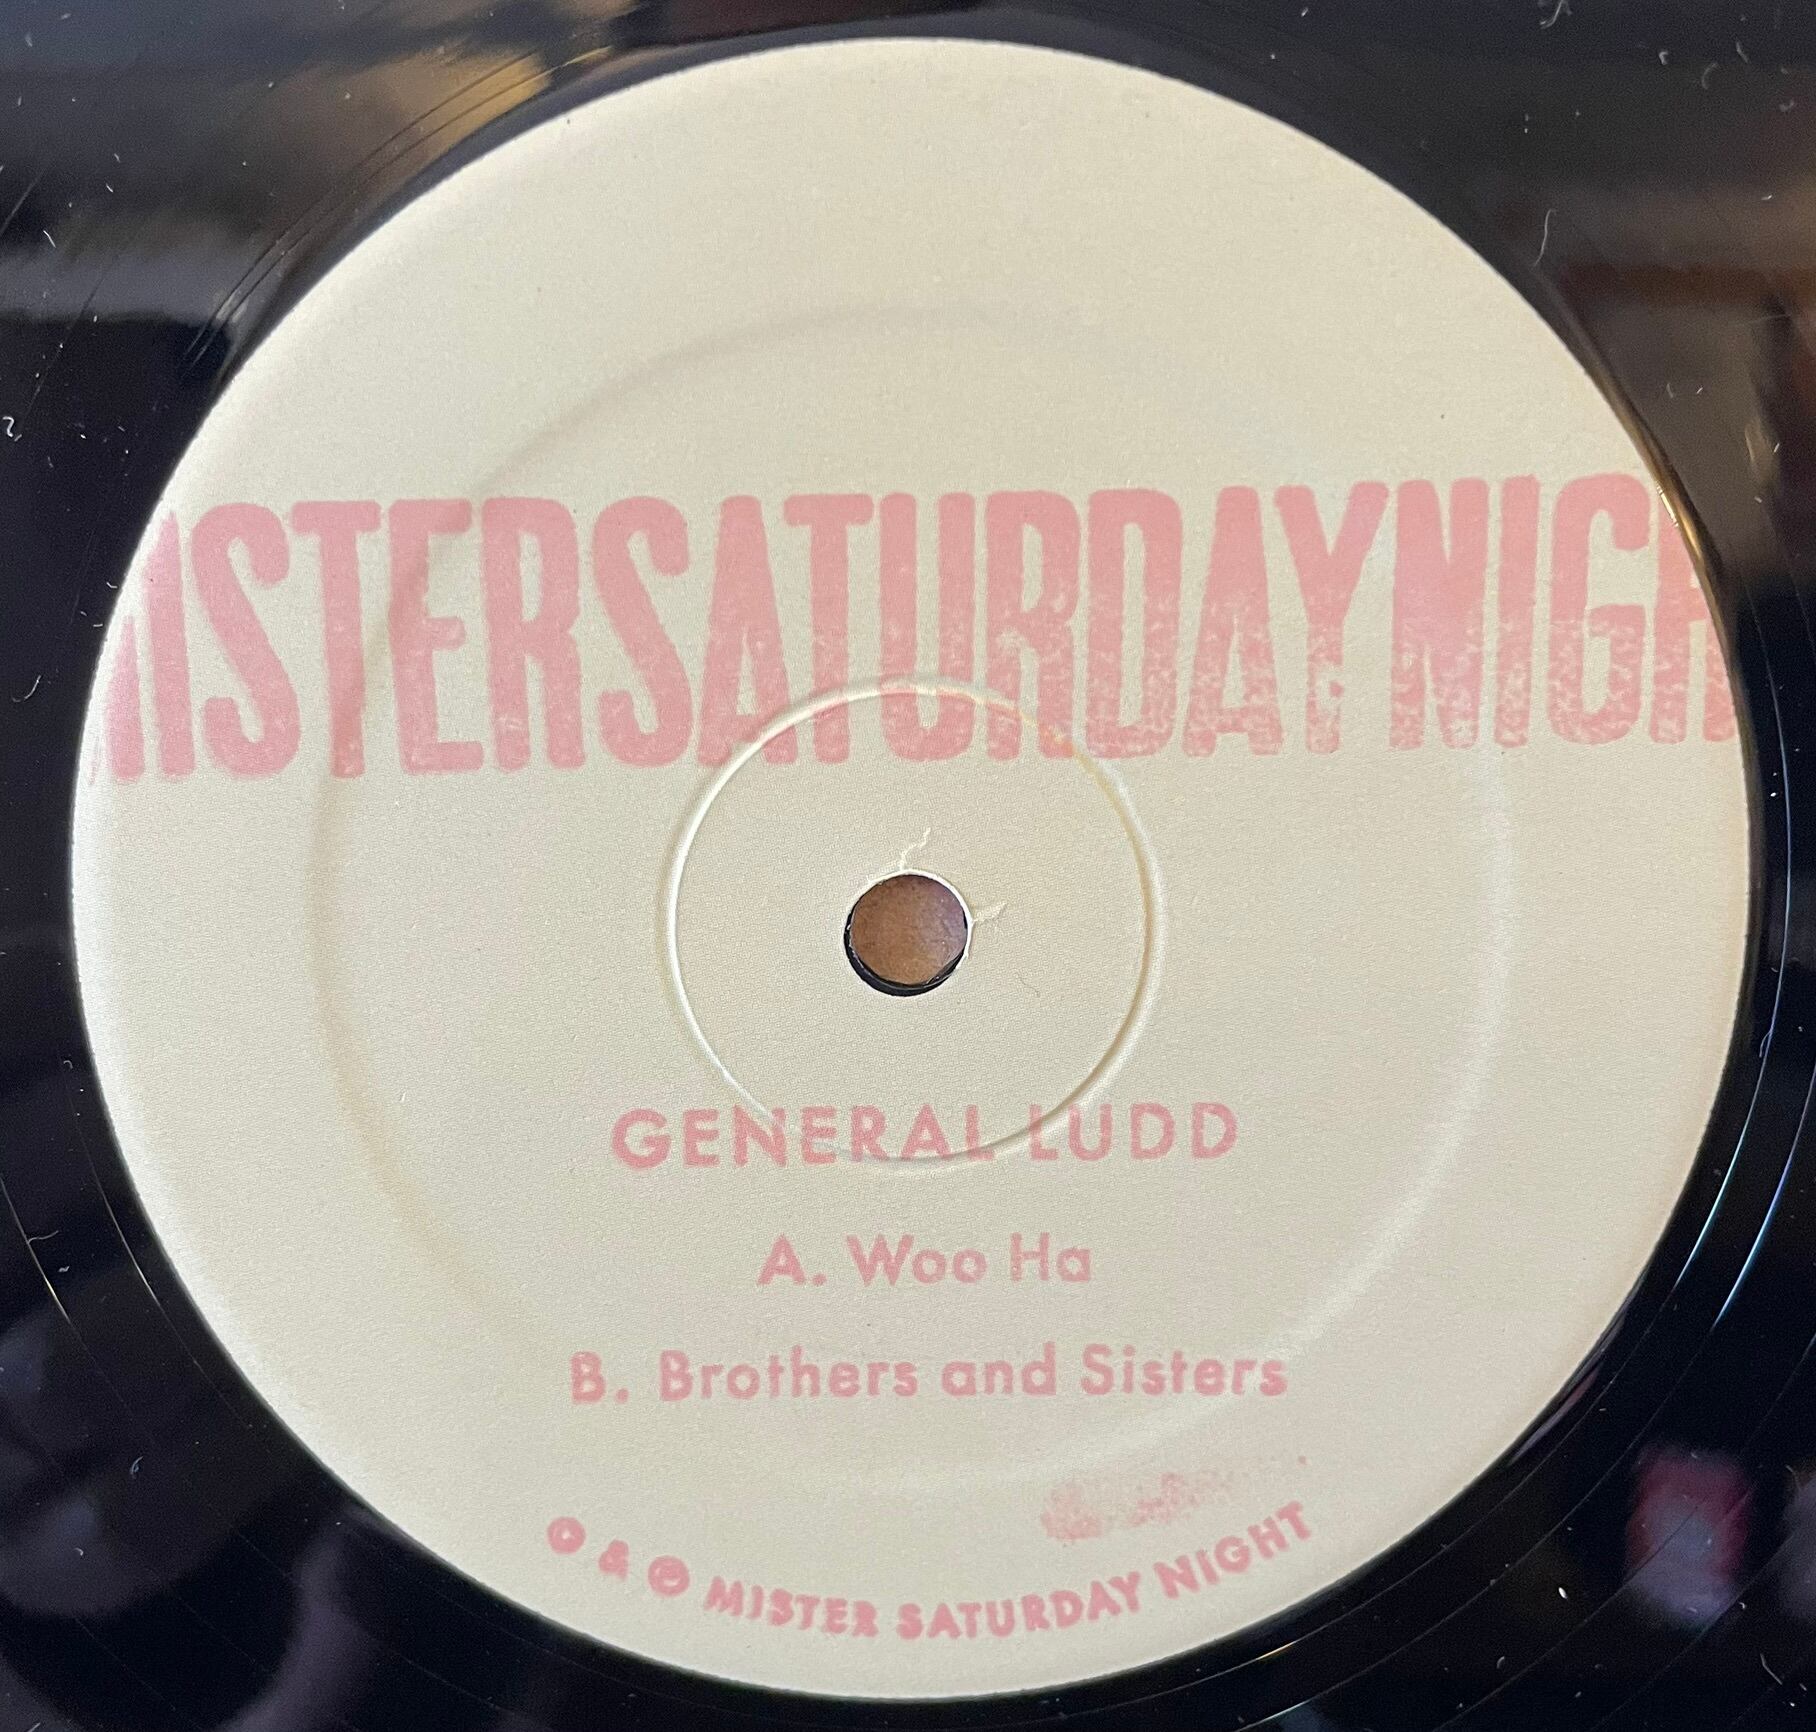 MISTERSATURDAYNIGH
GENERAL LUDD
A. Woo Ha
B. Brothers and Sisters
© & ℗ MISTER SATURDAY NIGHT